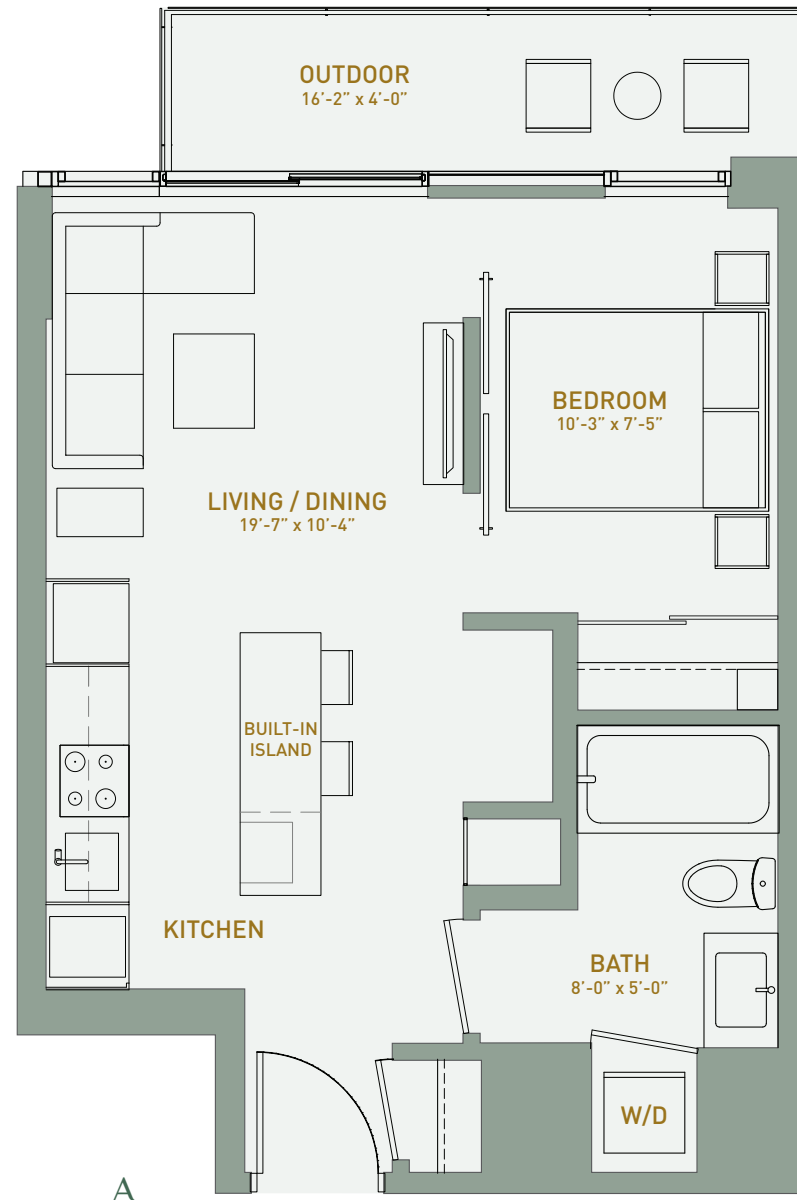 OUTDOOR
16’-2” x 4’-0”
BEDROOM
10’-3” x 7’-5”
LIVING / DINING
19’-7” x 10’-4”
BUILT-IN
ISLAND
KITCHEN
BATH
8’-0” x 5’-0”
W/D
A